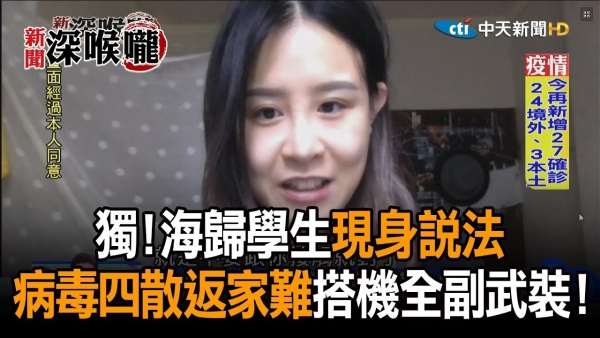 新聞
深喉嚨
新
cti 中天新聞HD
畫面經過本人同意
疫情
今再新增27確診
24境外、3本土
獨!海歸學生現身説法
病毒四散返家難搭機全副武裝!